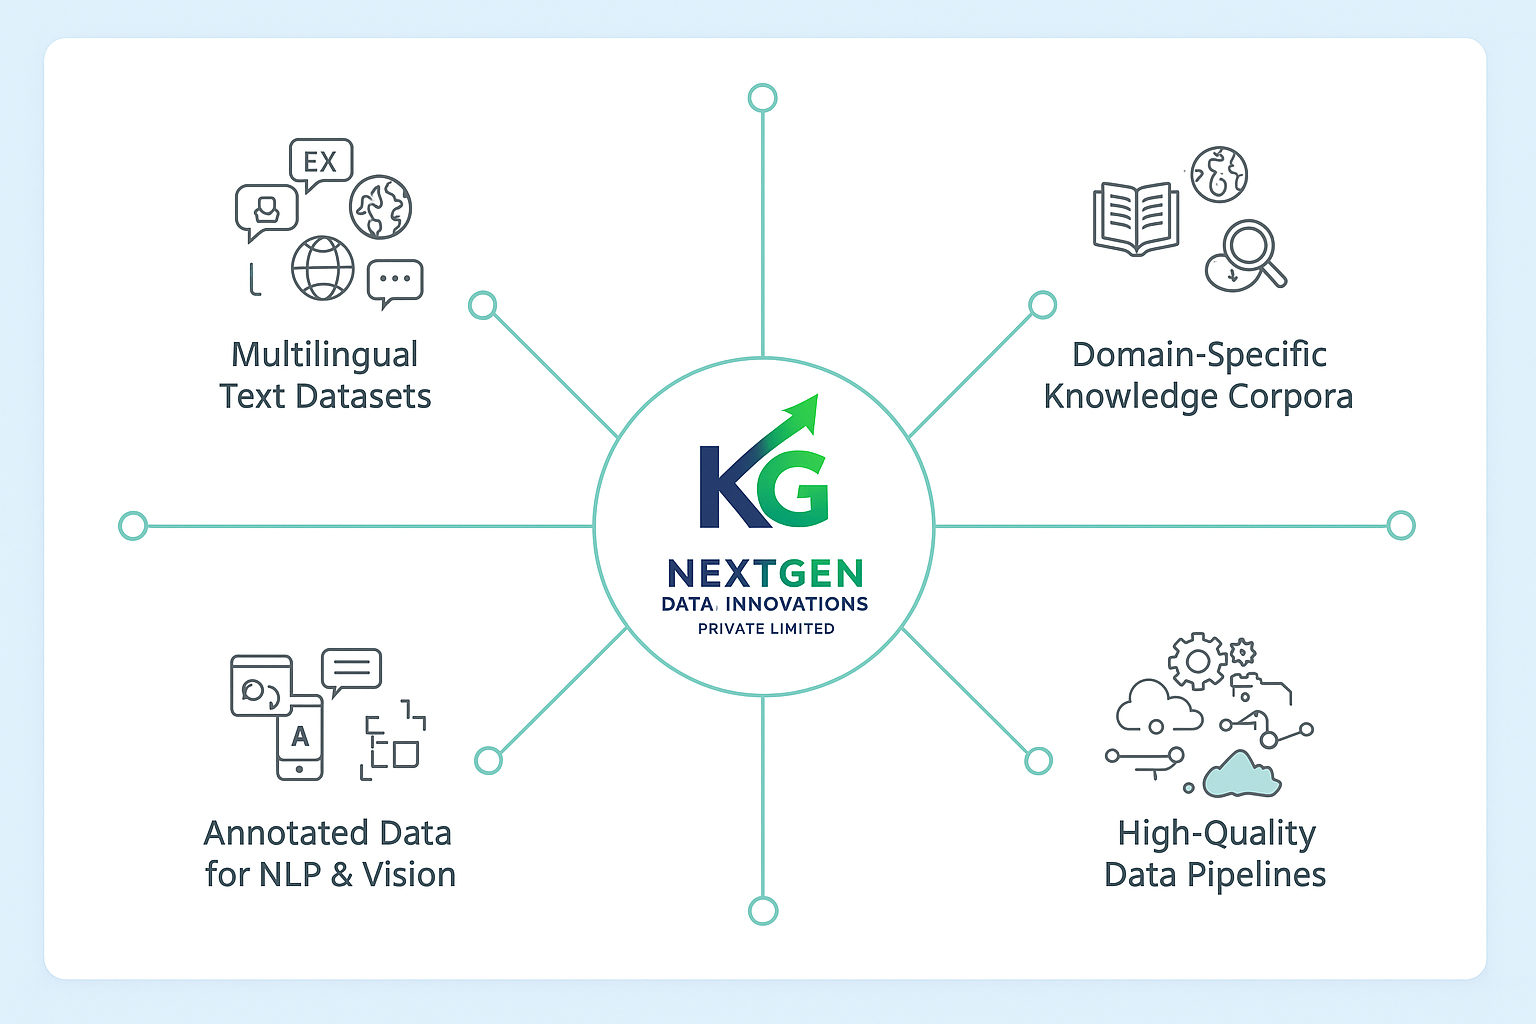 EX
Multilingual
Text Datasets
Domain-Specific
Knowledge Corpora
KG
NEXTGEN
DATA, INNOVATIONS
PRIVATE LIMITED
A
Annotated Data
for NLP & Vision
High-Quality
Data Pipelines